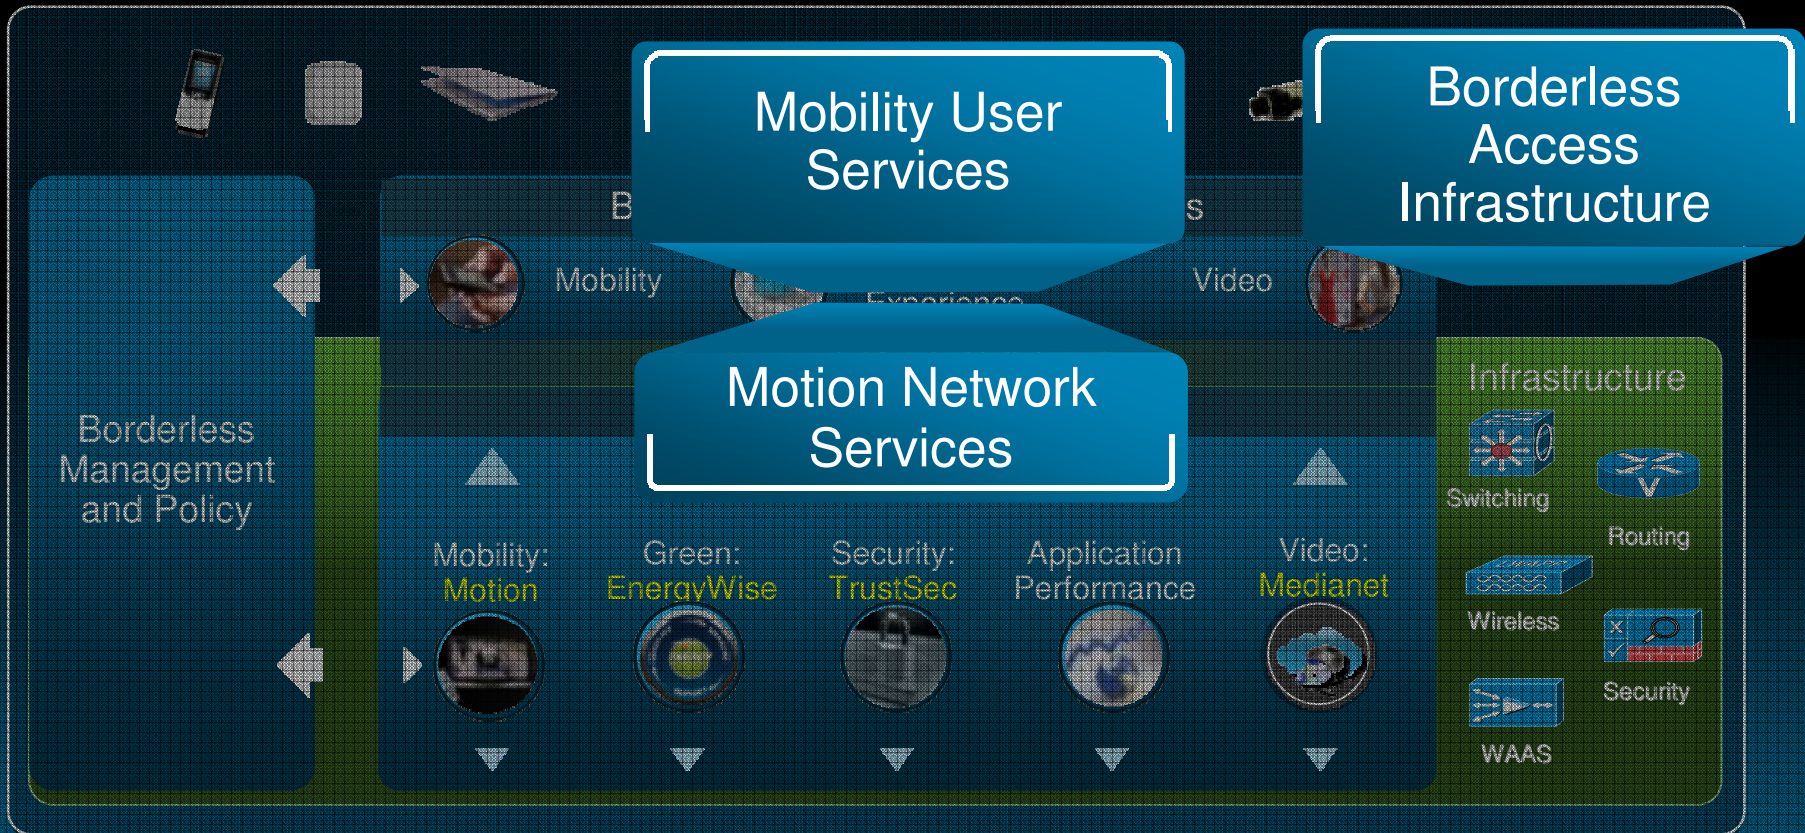 Mobility User
Services
Borderless
Access
Infrastructure
Mobility
Experience
Video
Motion Network
Services
Borderless
Management
and Policy
Infrastructure
Switching
Routing
Wireless
Security
WAAS
Mobility:
Motion
Green:
EnergyWise
Security:
TrustSec
Application
Performance
Video:
Medianet